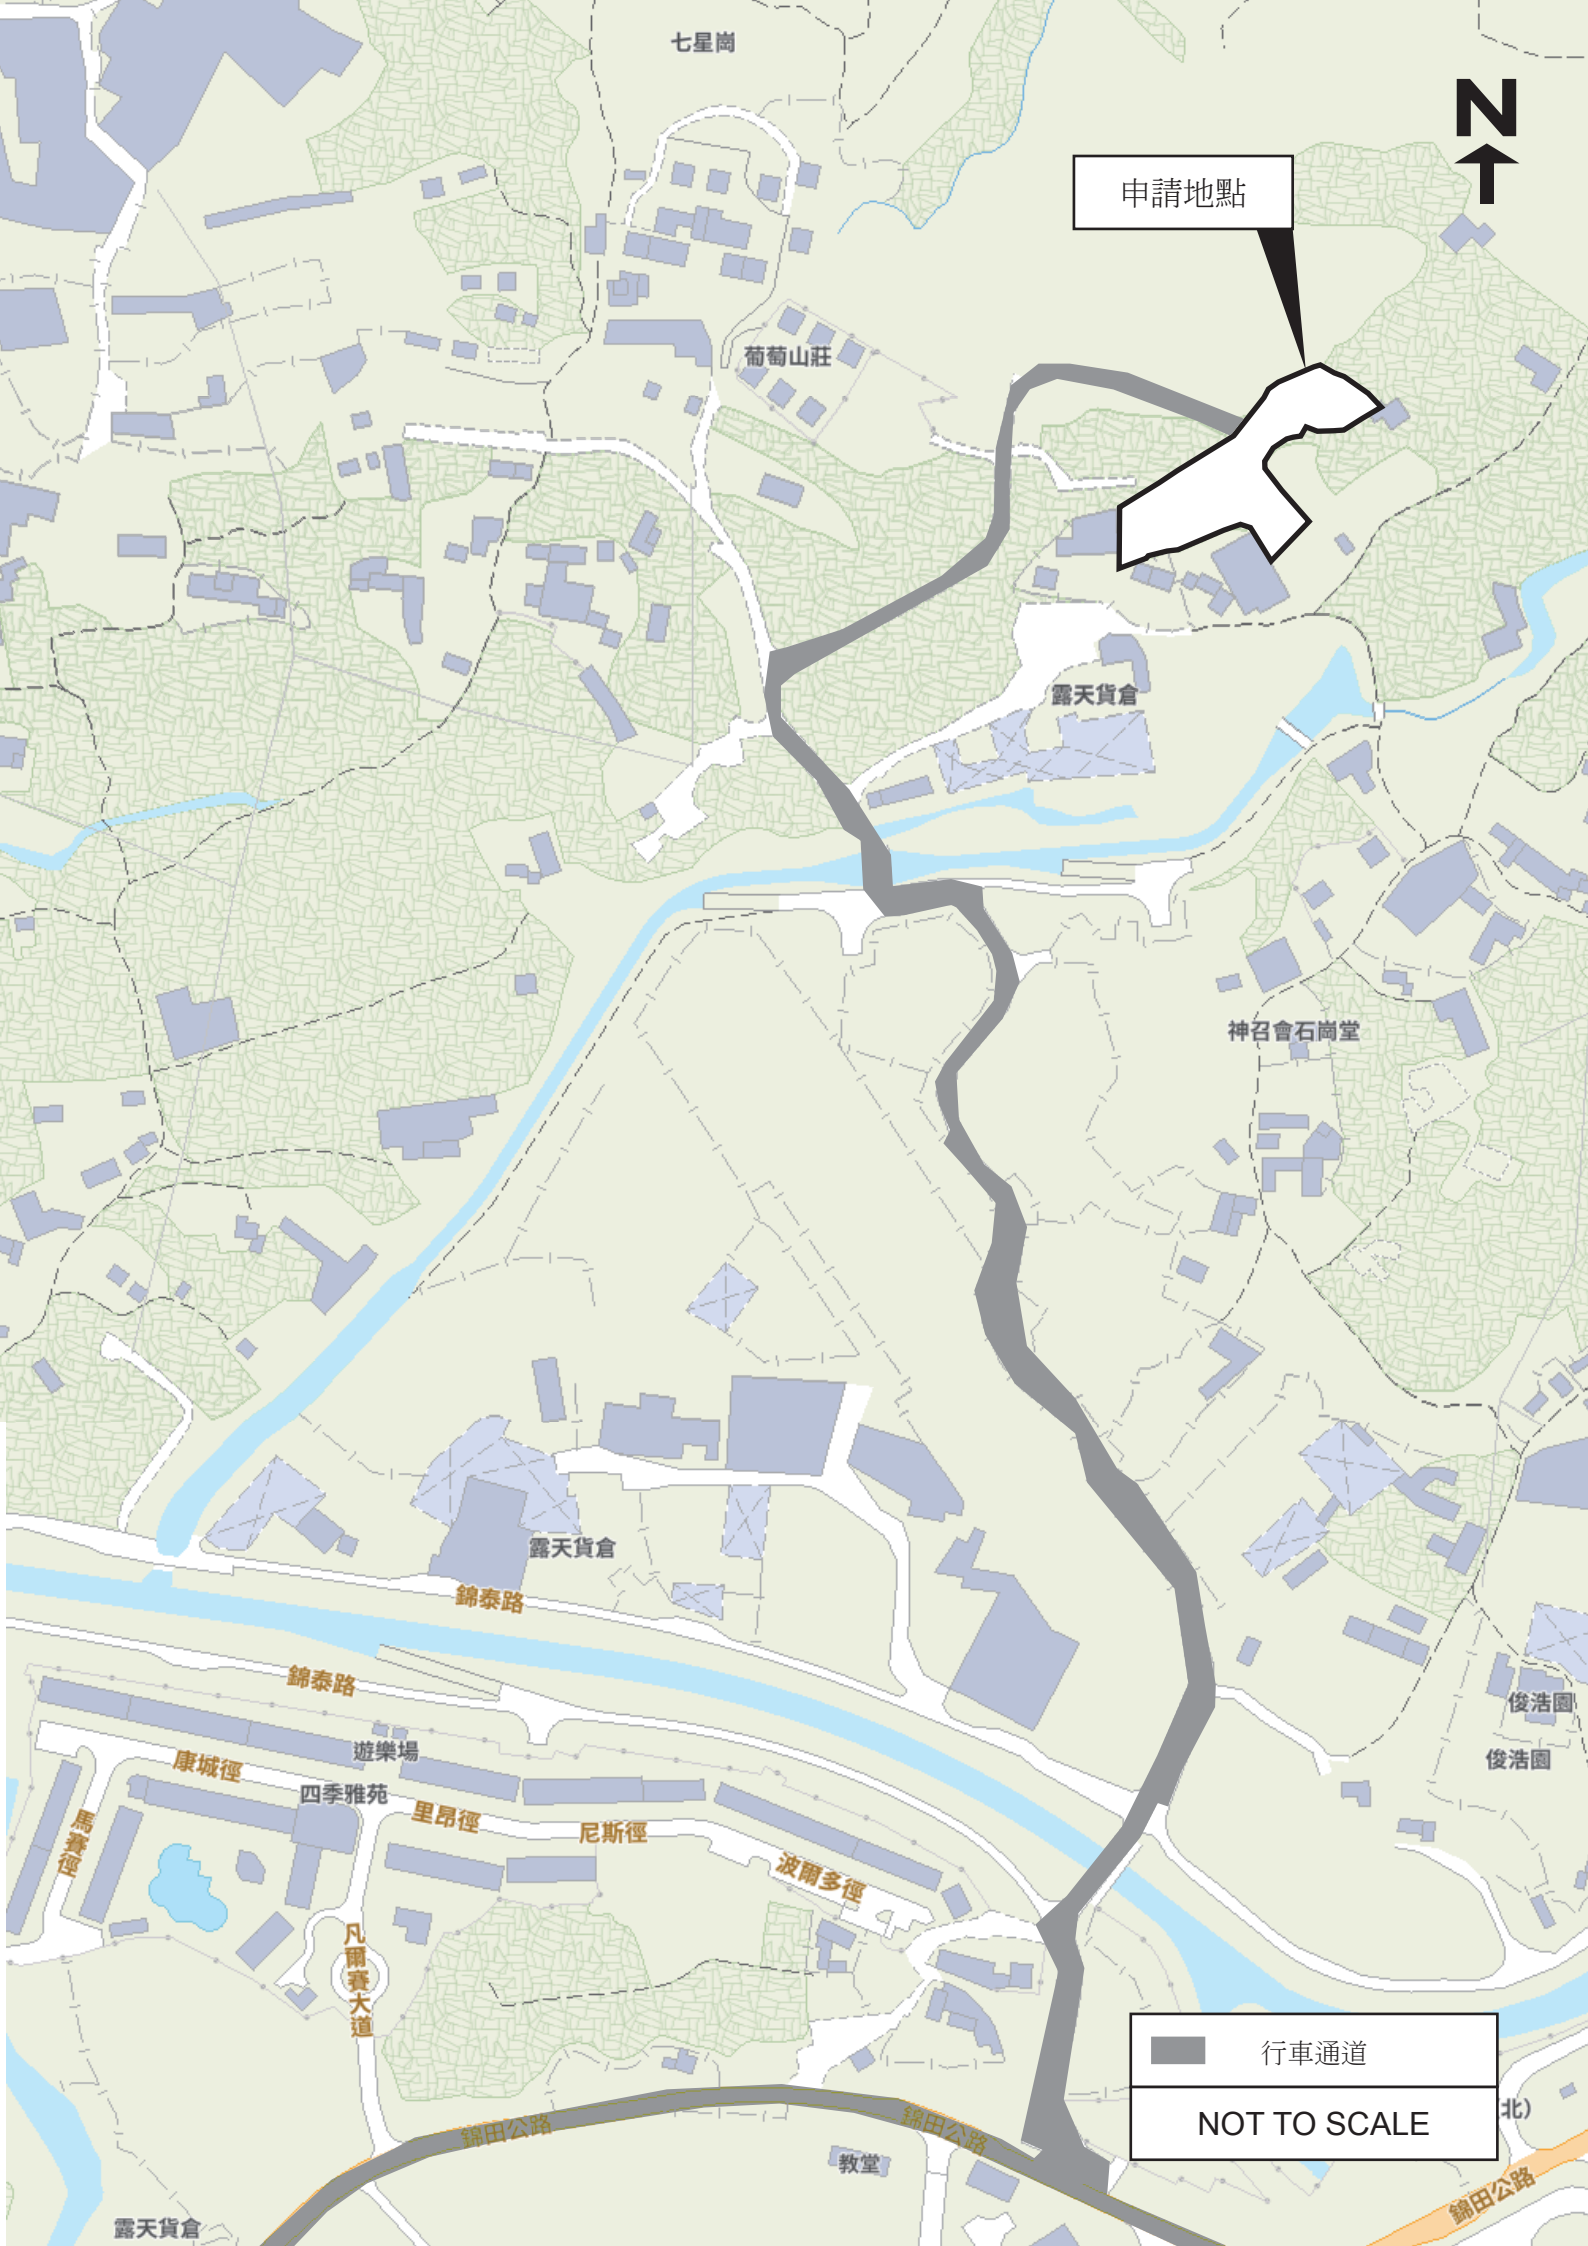 七星崗
N
申請地點
葡萄山莊
露天貨倉
神召會石崗堂
露天貨倉
錦泰路
錦泰路
俊浩園
遊樂場
康城徑
俊浩園
四季雅苑
里昂徑
馬賽徑
尼斯徑
波爾多徑
凡爾賽大道
行車通道
NOT TO SCALE
北)
錦田公路
錦田公路
教堂
錦田公路
露天貨倉